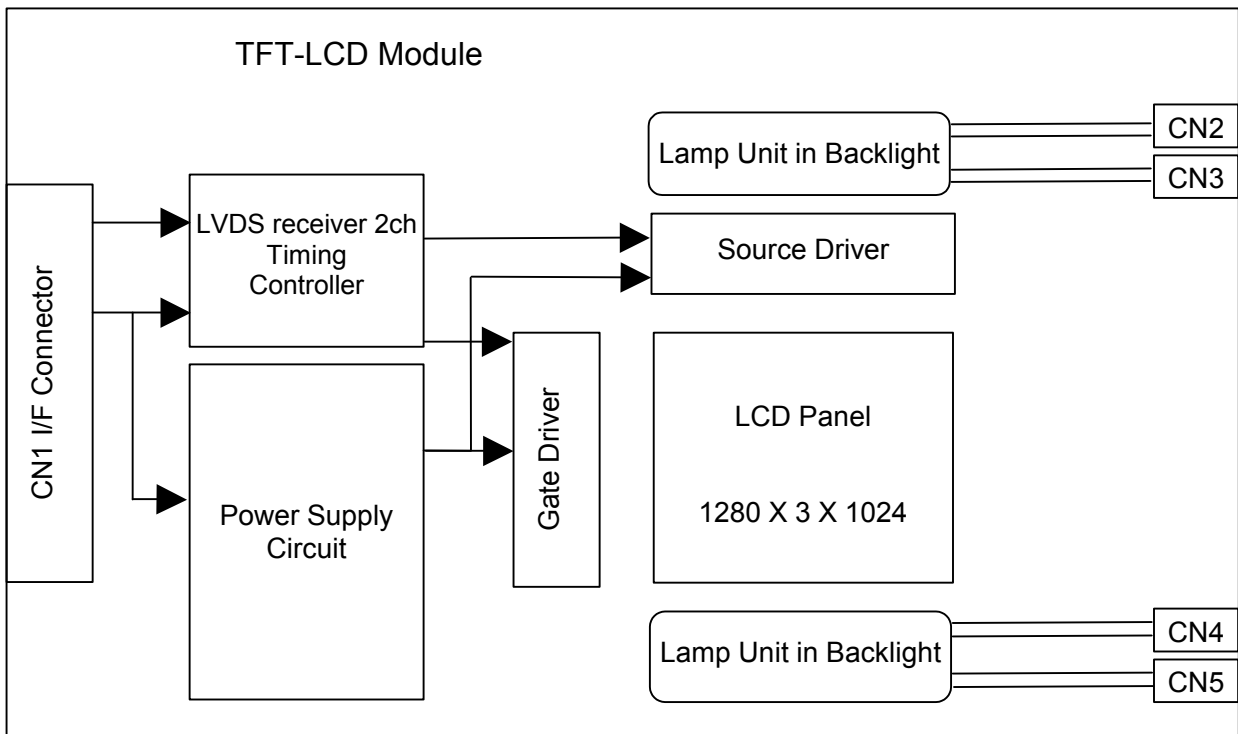 TFT-LCD Module
Lamp Unit in Backlight
CN2
CN3
CN1 I/F Connector
LVDS receiver 2ch
Timing
Controller
Source Driver
Power Supply
Circuit
Gate Driver
LCD Panel
1280 X 3 X 1024
Lamp Unit in Backlight
CN4
CN5